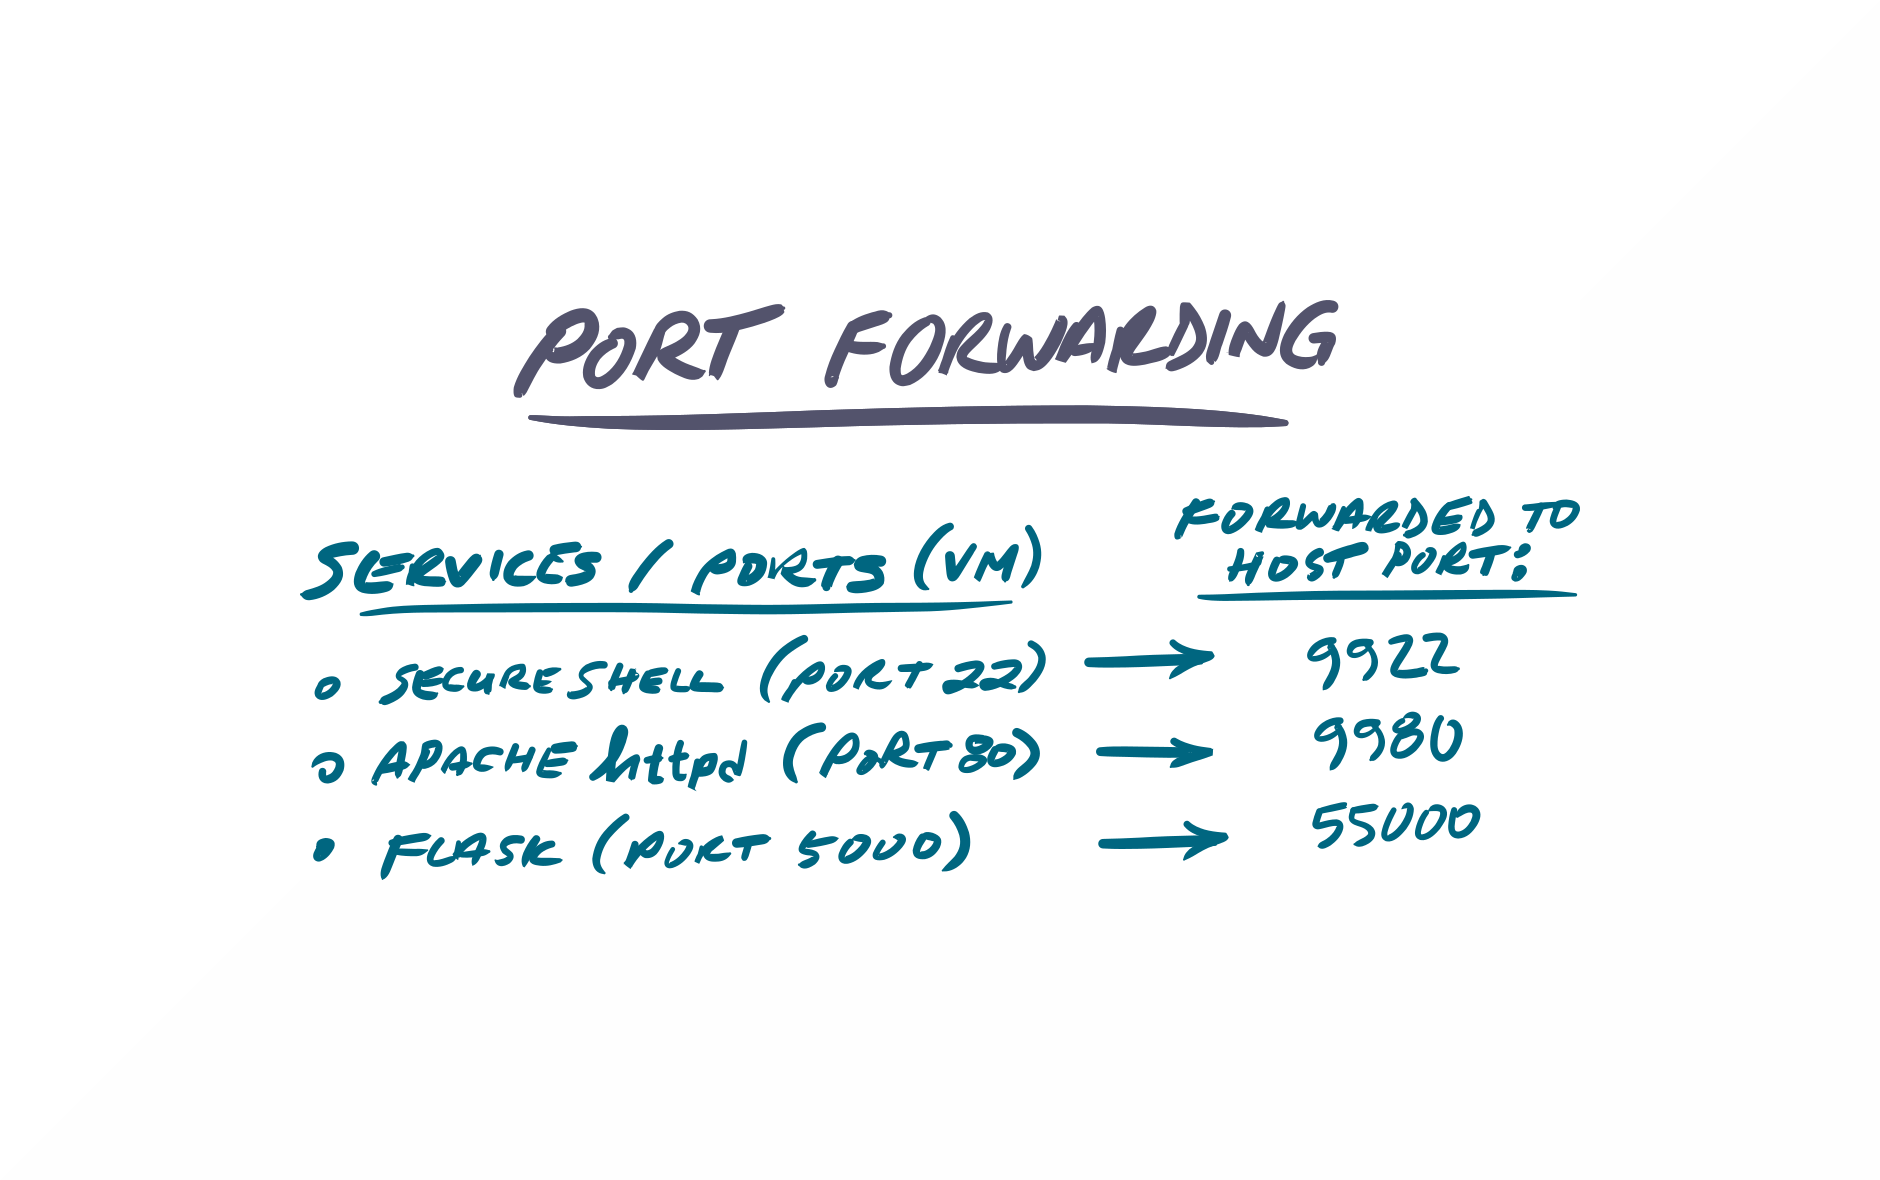 PORT FORWARDING
SERVICES / PORTS (VM)
FORWARDED TO
HOST PORT:
SECURE SHELL (PORT 22) → 9922
APACHE httpd (PORT 80) → 9980
FLASK (PORT 5000) → 55000